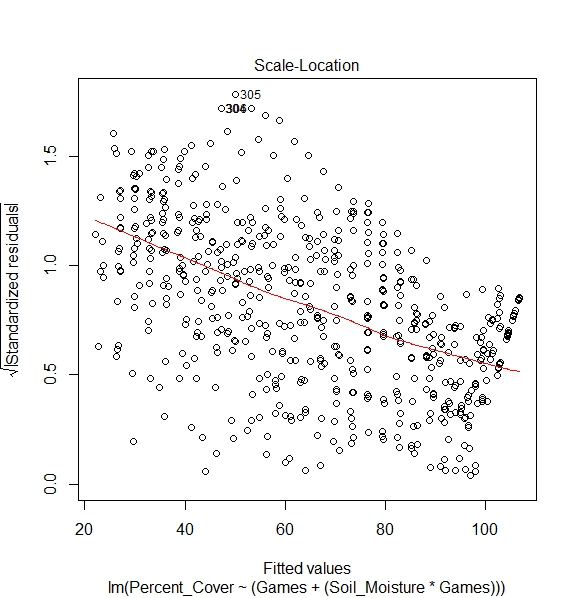 Scale-Location
305
304
√|Standardized residuals|
0.0 0.5 1.0 1.5
20 40 60 80 100
Fitted values
lm(Percent_Cover ~ (Games + (Soil_Moisture * Games)))